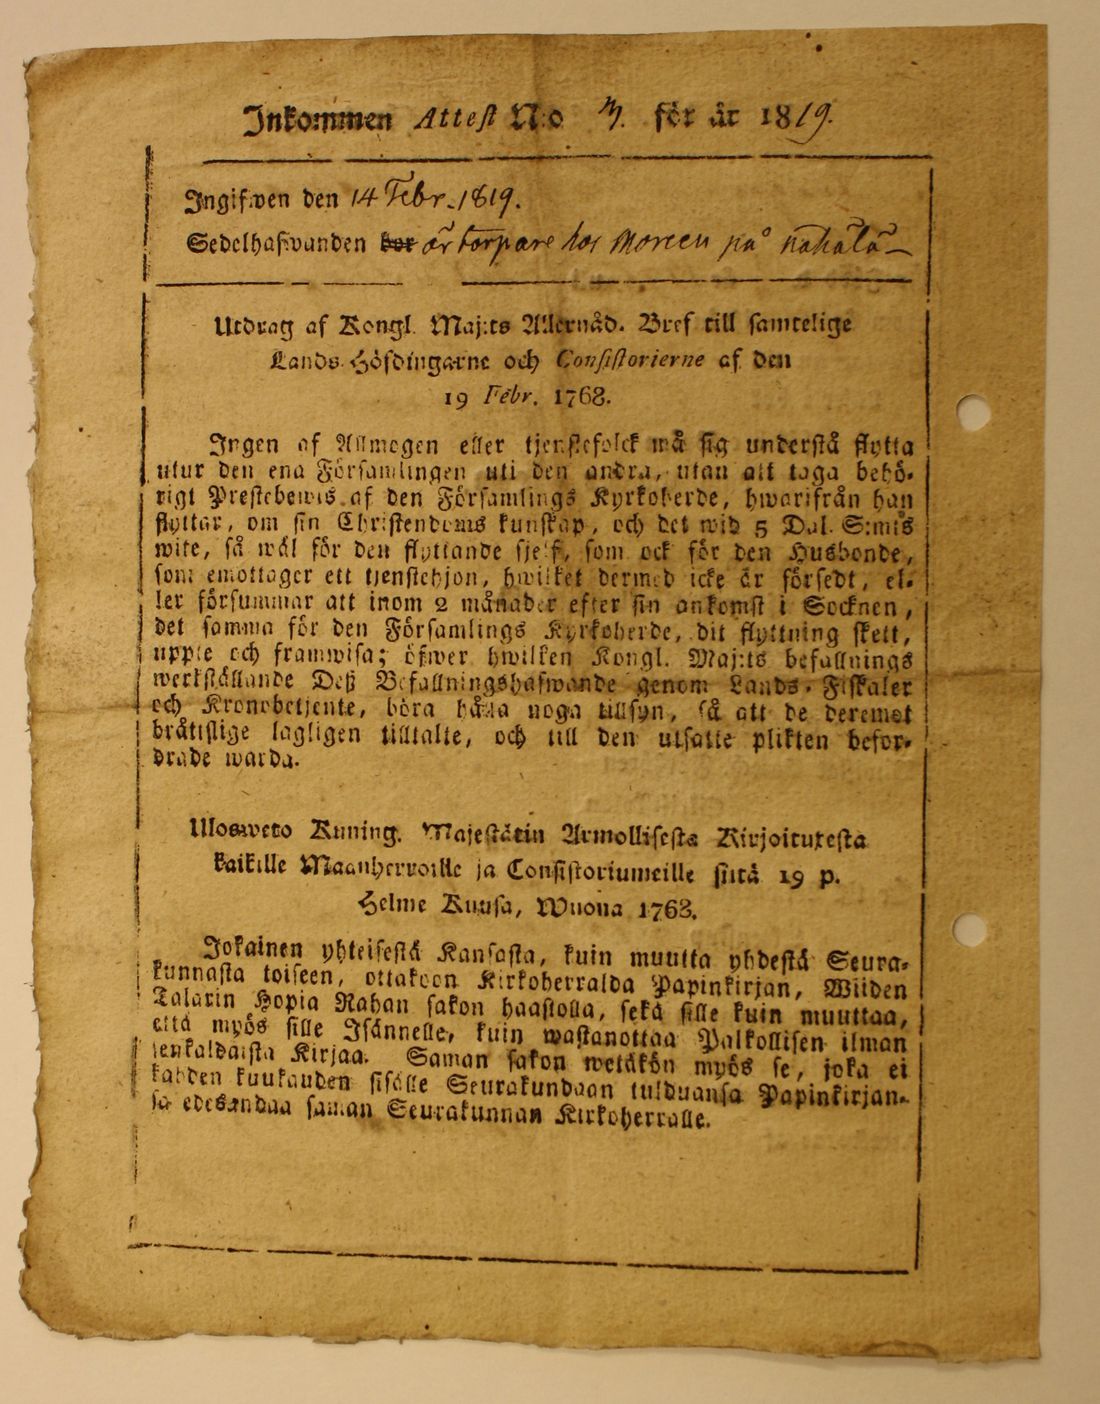 Inkommen Attest N:o 3. för år 1819.
Ingifwen den 14 Febr. 1819.
Sedelhafwanden bor är torpare hos Moreen på
Utdrag af Kongl. Maj:ts Allernåd. Bref till samtelige
Lands-Höfdingarne och Consistorierne af den
19 Febr. 1768.
Ingen af Allmogen eller tjenstefolck må sig understå flytta
utur den ena Församlingen uti den andra, utan att taga behö-
rigt Prestebewis af den Församlings Kyrkoherde, hwarifrån han
flyttar, om sin Christendoms kunskap, och det wid 5 Dal. S:mts
wite, så wäl för den flyttande sjelf, som ock för den Husbonde,
som emottager ett tjenstehjon, hwilket dermed icke är försedt, el-
ler försummar att inom 2 månader efter sin ankomst i Socknen,
det samma för den Församlings Kyrkoherde, dit flyttning skett,
uppte och framwisa; öfwer hwilken Kongl. Maj:ts befallnings
werkställande Deß Befallningshafwande genom Lands-Fiskaler
och Kronobetjente, böra hålla noga tillsyn, så att de deremot
bråtislige lagligen tilltalte, och till den utsatte plikten befor-
drade warda.
Ulosweto Kuning. Majestätin Armollisesta Kirjoituxesta
kaikille Maanherroille ja Consistoriumeille siitä 19 p.
Helme Kuusa, Wuona 1768.
Jokainen yhteisestä Kansasta, kuin muutta yhdestä Seura-
kunnasta toiseen, ottakoon Kirkoherralda Papinkirjan, Wiiden
Talarin Hopia Rahan sakon haastolla, sekä sille kuin muuttaa,
että myös sille Isännelle, kuin wastanottaa Palkollisen ilman
senkaldaista Kirjaa. Saman sakon wetäkön myös se, joka ei
kahden kuukauden sisälle Seurakundaan tulduansa Papinkirjan-
sa edesandaa saman Seurakunnan Kirkoherralle.